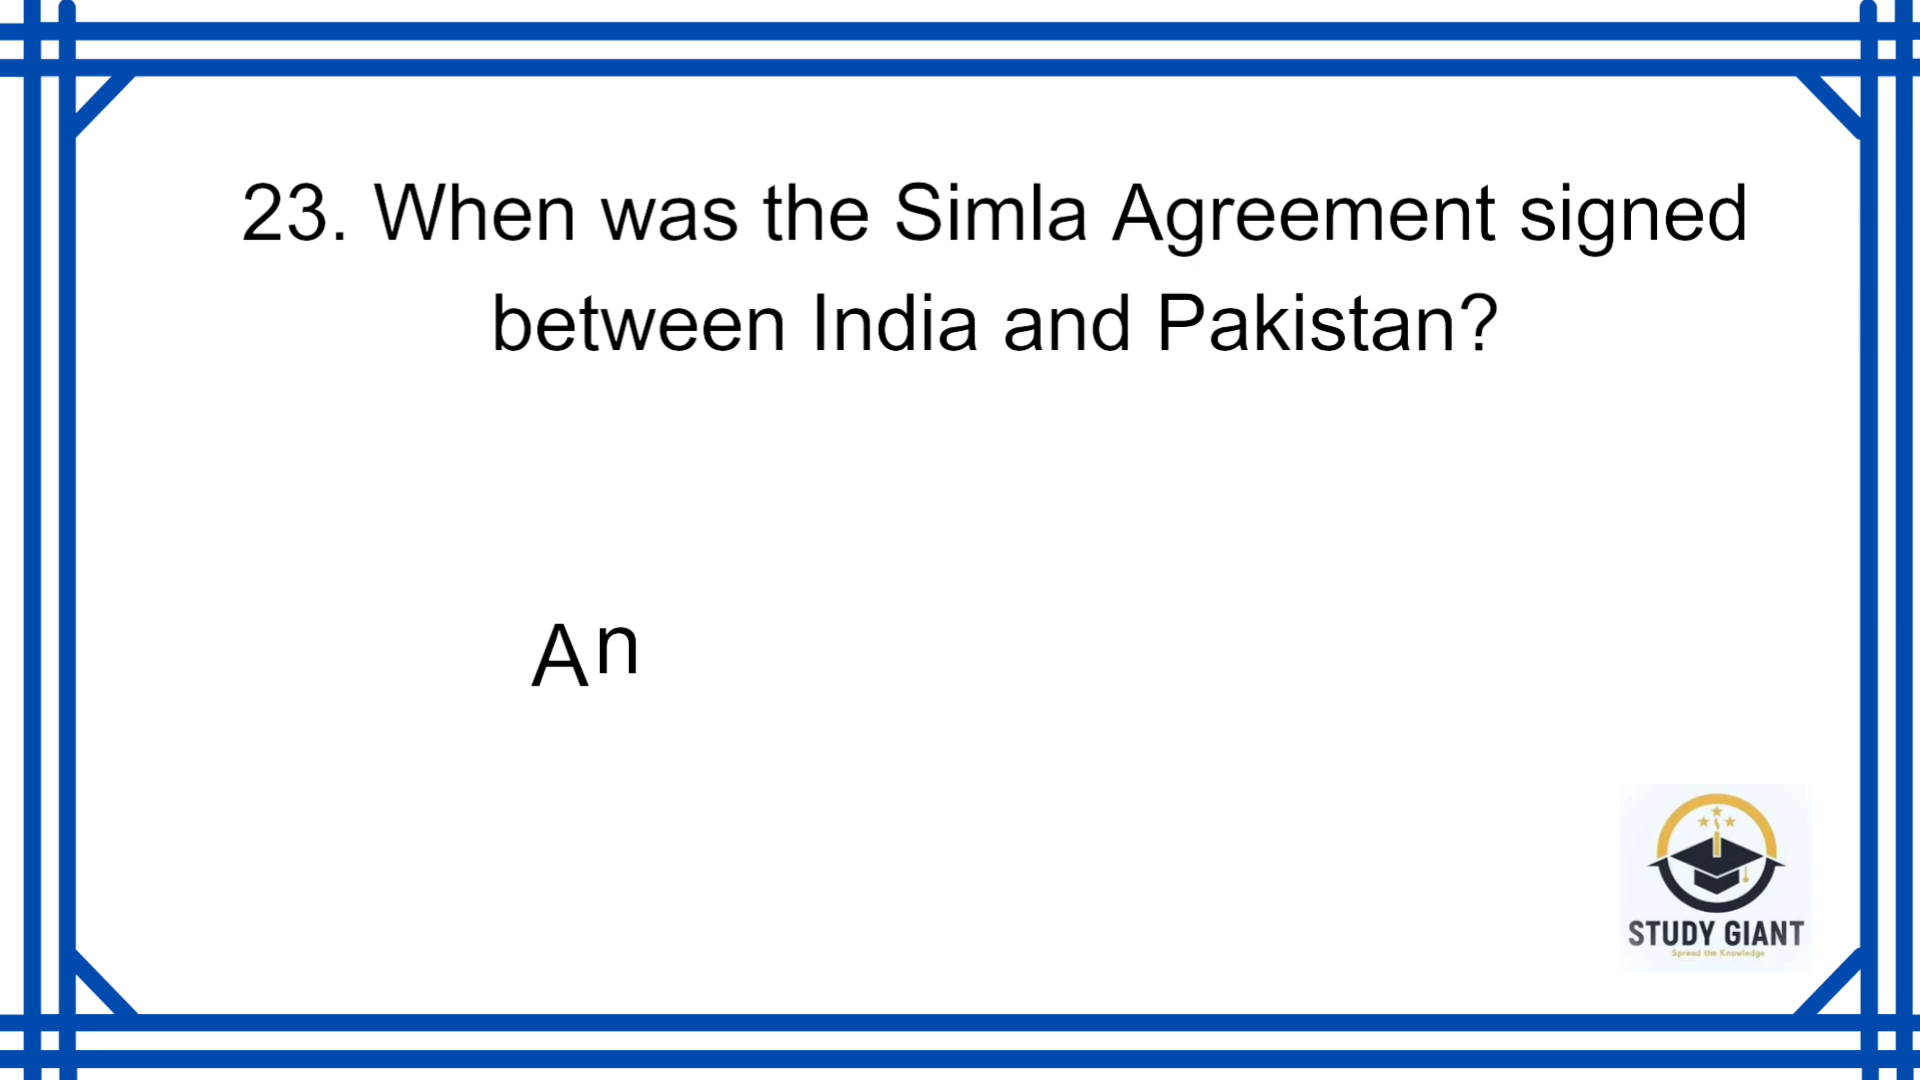 23. When was the Simla Agreement signed
between India and Pakistan?
An
STUDY GIANT
Spread the Knowledge